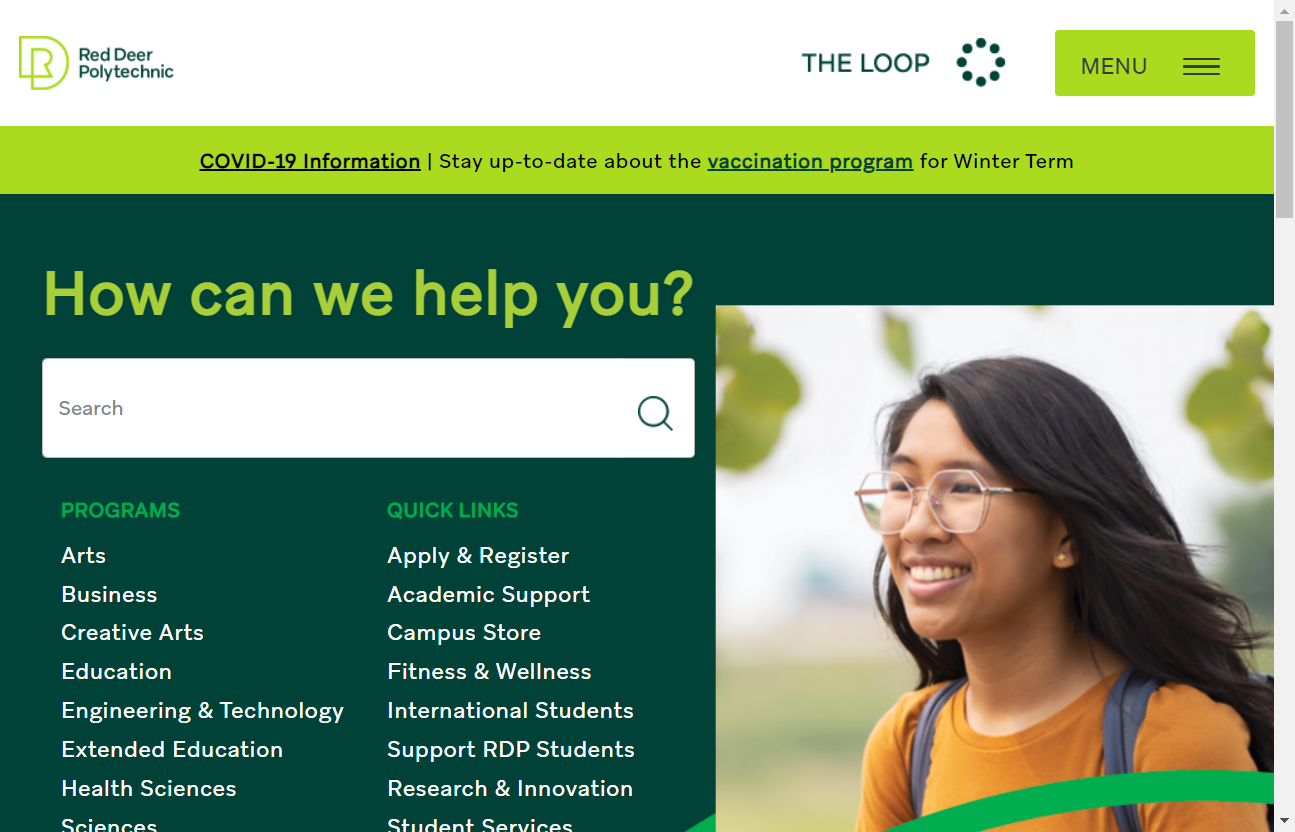 Red Deer
Polytechnic
THE LOOP
MENU
COVID-19 Information | Stay up-to-date about the vaccination program for Winter Term
How can we help you?
Search
PROGRAMS
Arts
Business
Creative Arts
Education
Engineering & Technology
Extended Education
Health Sciences
Sciences
QUICK LINKS
Apply & Register
Academic Support
Campus Store
Fitness & Wellness
International Students
Support RDP Students
Research & Innovation
Student Services